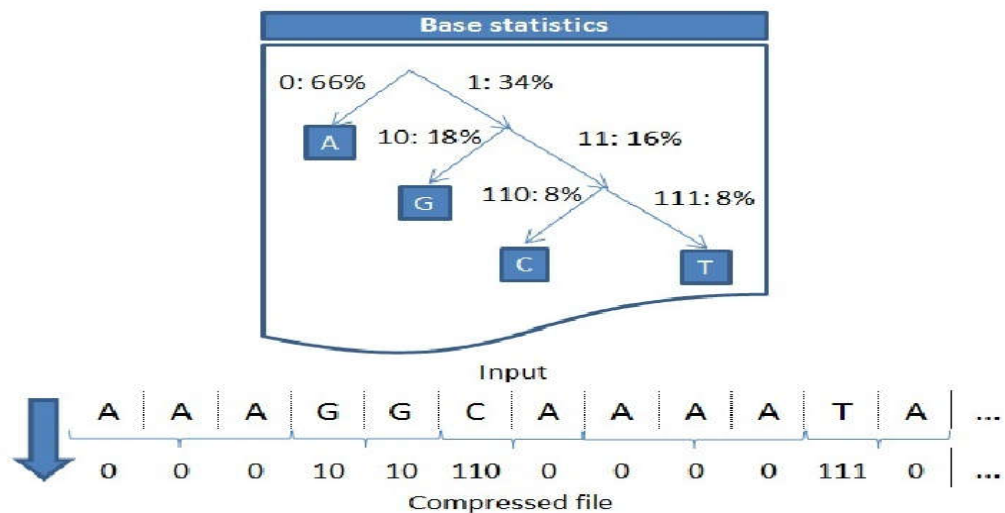 Base statistics
0: 66% 1: 34%
A 10: 18% 11: 16%
G 110: 8% 111: 8%
C T
Input
A A A G G C A A A A T A ...
0 0 0 10 10 110 0 0 0 0 111 0 ...
Compressed file